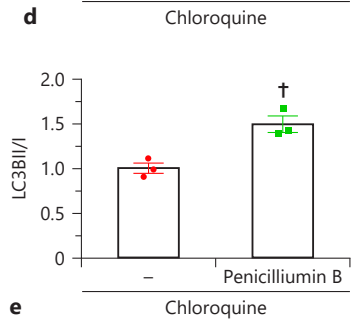 d
Chloroquine
2.0
†
1.5
1.0
0.5
0
LC3BII/I
– Penicilliumin B
e
Chloroquine